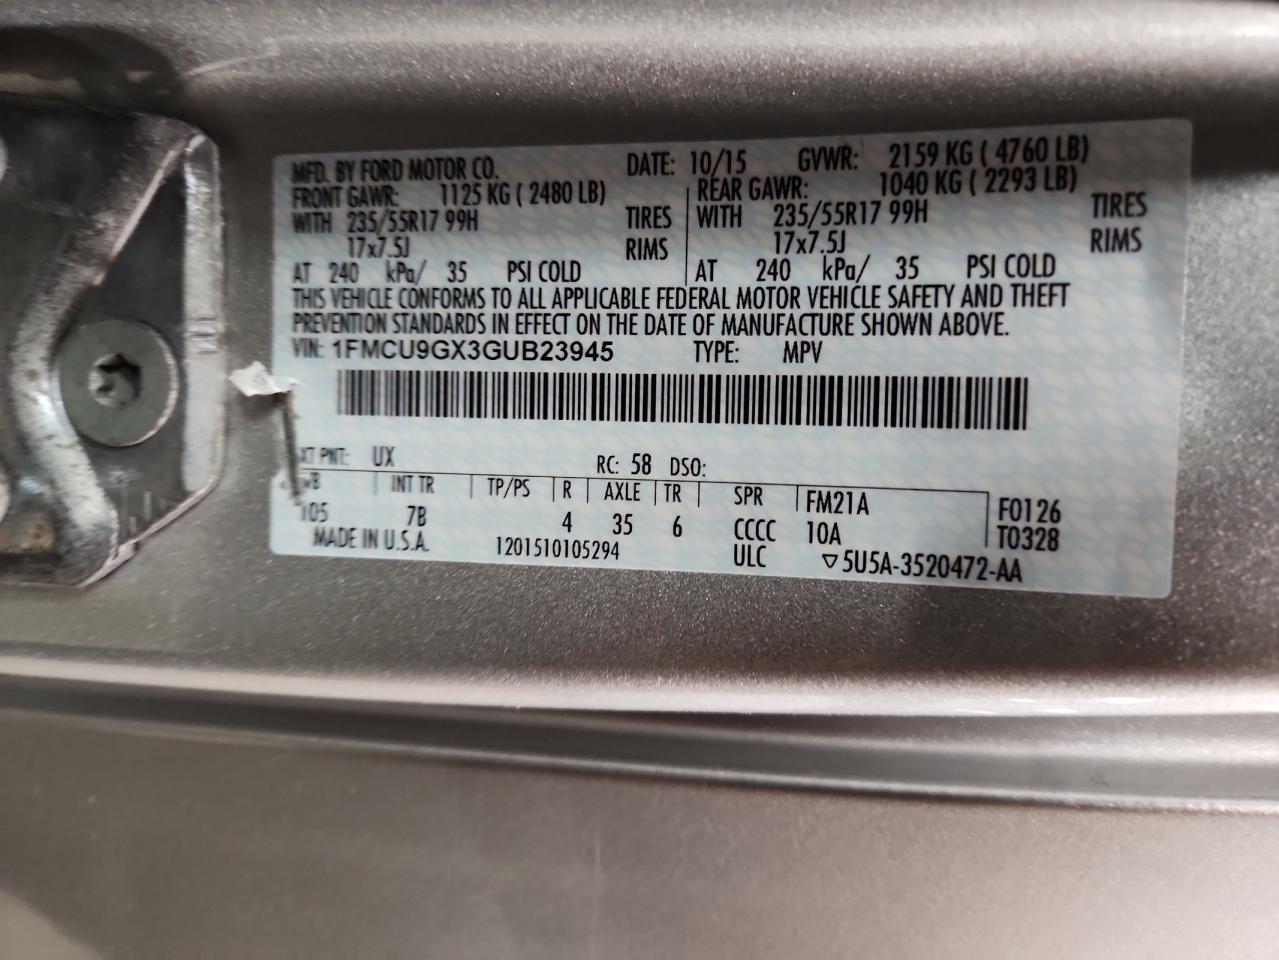 MFD. BY FORD MOTOR CO. DATE: 10/15 GVWR: 2159 KG ( 4760 LB)
FRONT GAWR: 1125 KG ( 2480 LB) REAR GAWR: 1040 KG ( 2293 LB)
WITH 235/55R17 99H TIRES WITH 235/55R17 99H TIRES
17x7.5J RIMS 17x7.5J RIMS
AT 240 kPa/ 35 PSI COLD AT 240 kPa/ 35 PSI COLD
THIS VEHICLE CONFORMS TO ALL APPLICABLE FEDERAL MOTOR VEHICLE SAFETY AND THEFT
PREVENTION STANDARDS IN EFFECT ON THE DATE OF MANUFACTURE SHOWN ABOVE.
VIN: 1FMCU9GX3GUB23945 TYPE: MPV
PNT: UX RC: 58 DSO:
INT TR TP/PS R AXLE TR SPR FM21A F0126
105 7B 4 35 6 CCCC 10A T0328
MADE IN U.S.A. 1201510105294 ULC ▽5U5A-3520472-AA